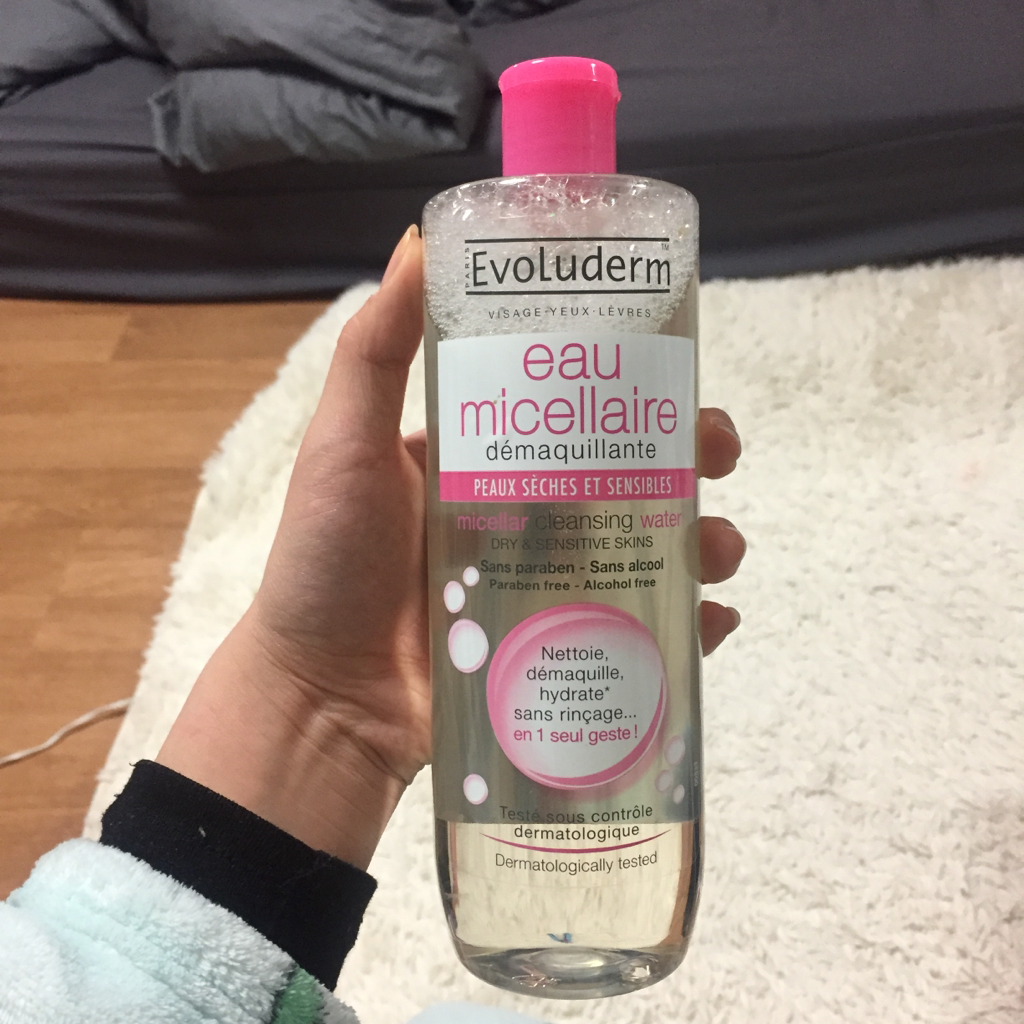 PARIS
EvoLuderm™
VISAGE·YEUX·LÈVRES
eau
micellaire
démaquillante
PEAUX SÈCHES ET SENSIBLES
micellar cleansing water
DRY & SENSITIVE SKINS
Sans paraben - Sans alcool
Paraben free - Alcohol free
Nettoie,
démaquille,
hydrate*
sans rinçage...
en 1 seul geste !
Testé sous contrôle
dermatologique
Dermatologically tested